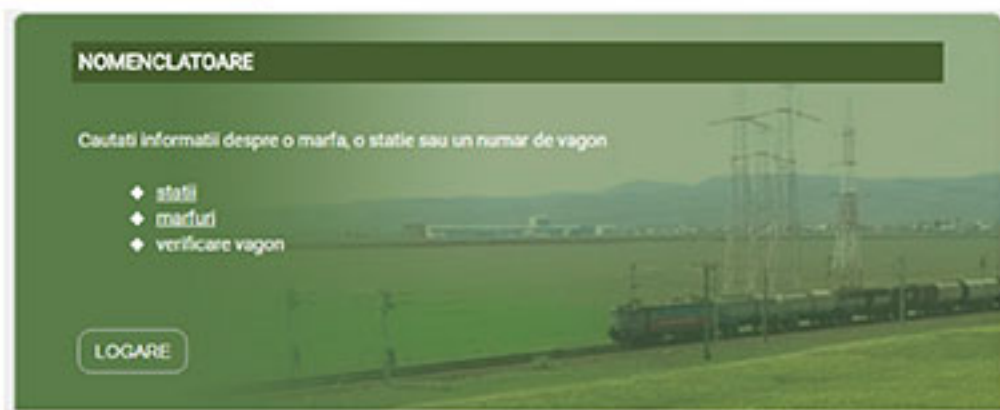 NOMENCLATOARE
Cautati informatii despre o marfa, o statie sau un numar de vagon
statii
marfuri
verificare vagon
LOGARE